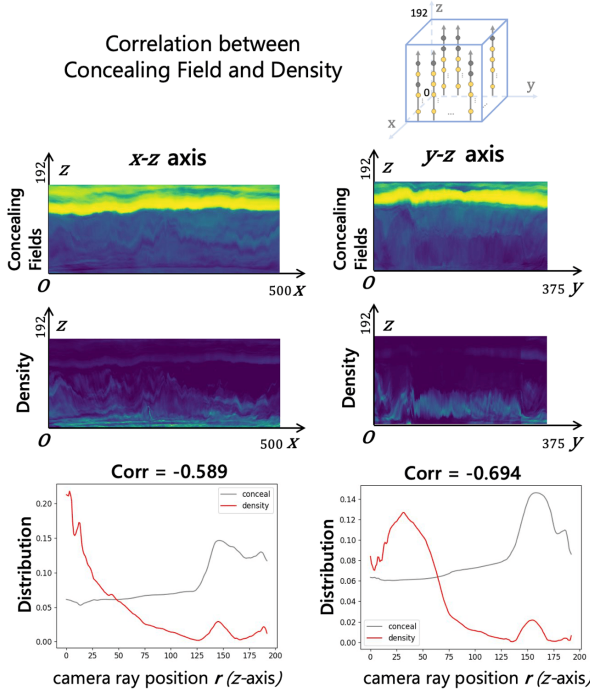 Correlation between
Concealing Field and Density
192
z
0
y
x
...
x-z axis
y-z axis
192
z
Concealing
Fields
O
500 x
192
z
Concealing
Fields
O
375 y
192
z
Density
O
500 x
192
z
Density
O
375 y
Corr = -0.589
conceal
density
Distribution
0.20
0.15
0.10
0.05
0.00
0 25 50 75 100 125 150 175 200
camera ray position r (z-axis)
Corr = -0.694
conceal
density
Distribution
0.14
0.12
0.10
0.08
0.06
0.04
0.02
0.00
0 25 50 75 100 125 150 175 200
camera ray position r (z-axis)